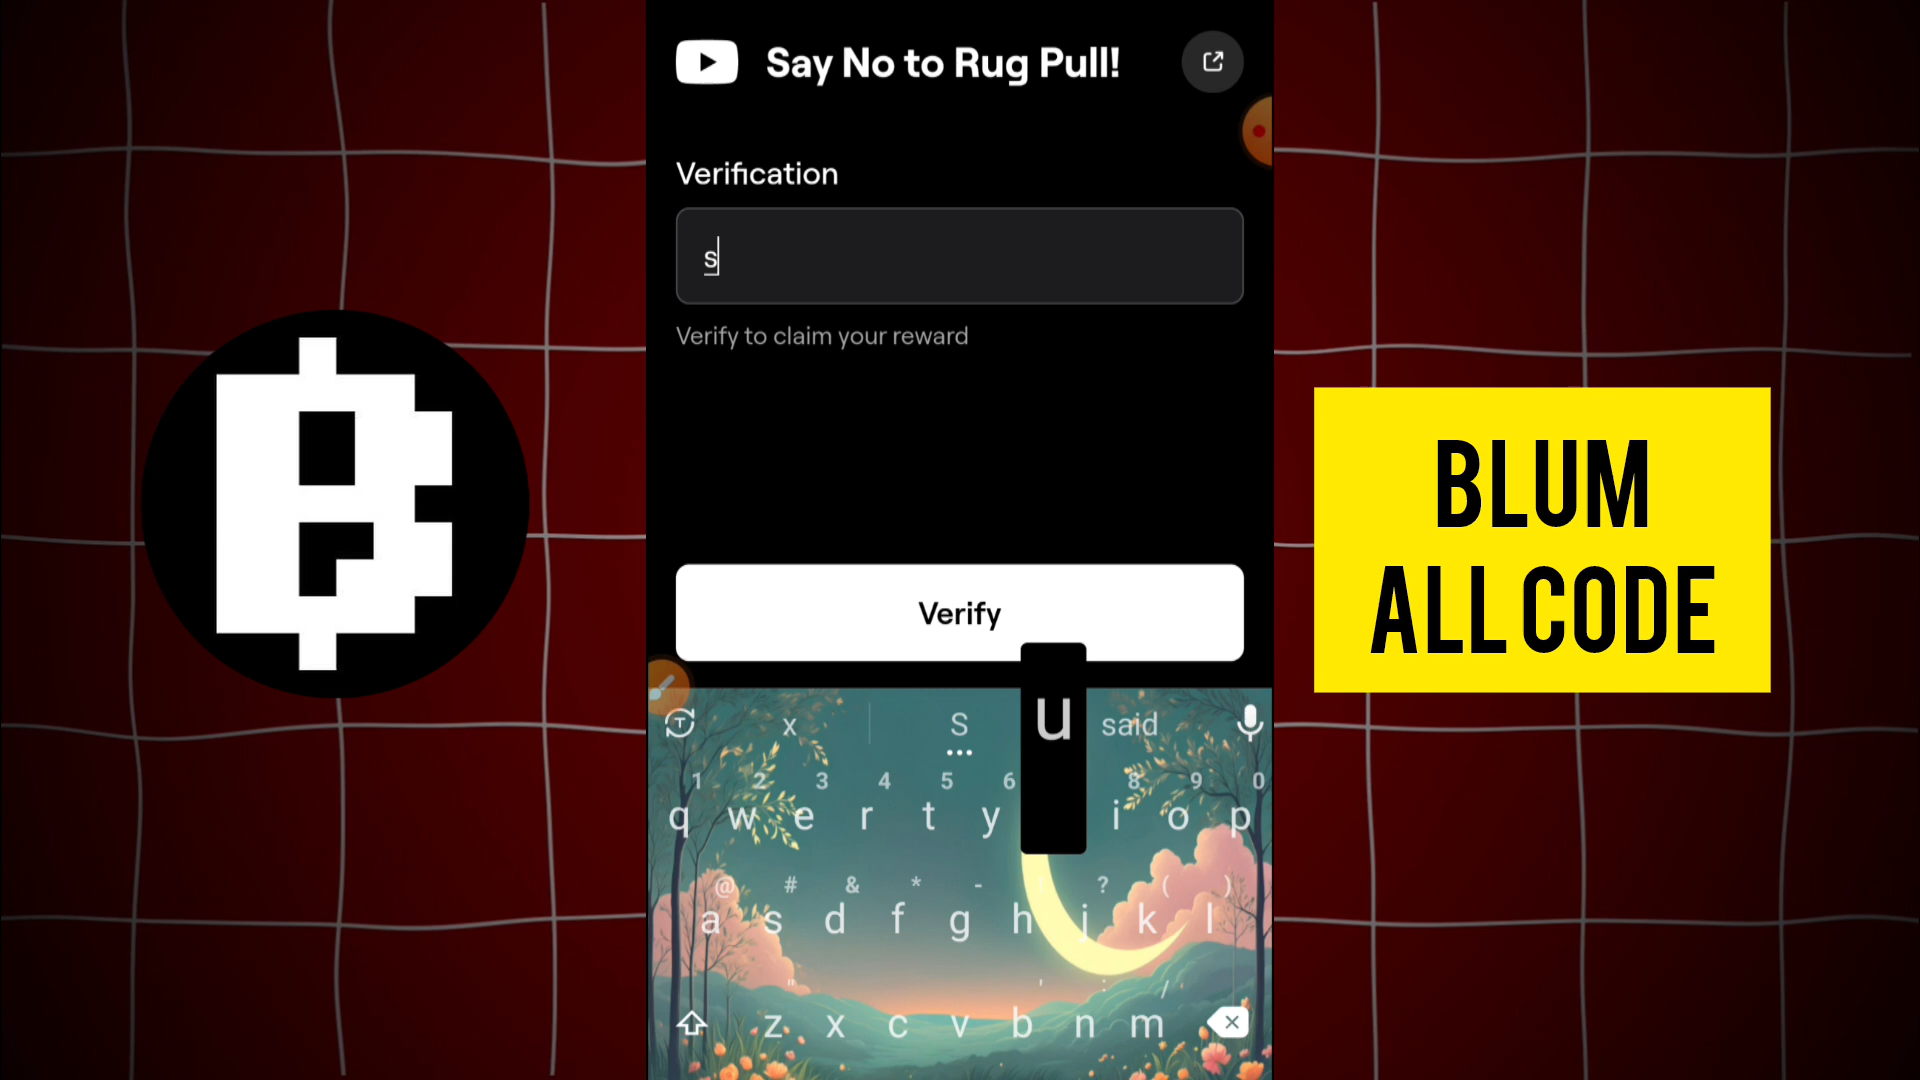 Say No to Rug Pull!
Verification
s
Verify to claim your reward
Verify
BLUM
ALL CODE
x S u said
1 2 3 4 5 6 8 9 0
q w e r t y i o p
@ # & * - ? ( )
a s d f g h j k l
" ' : /
z x c v b n m